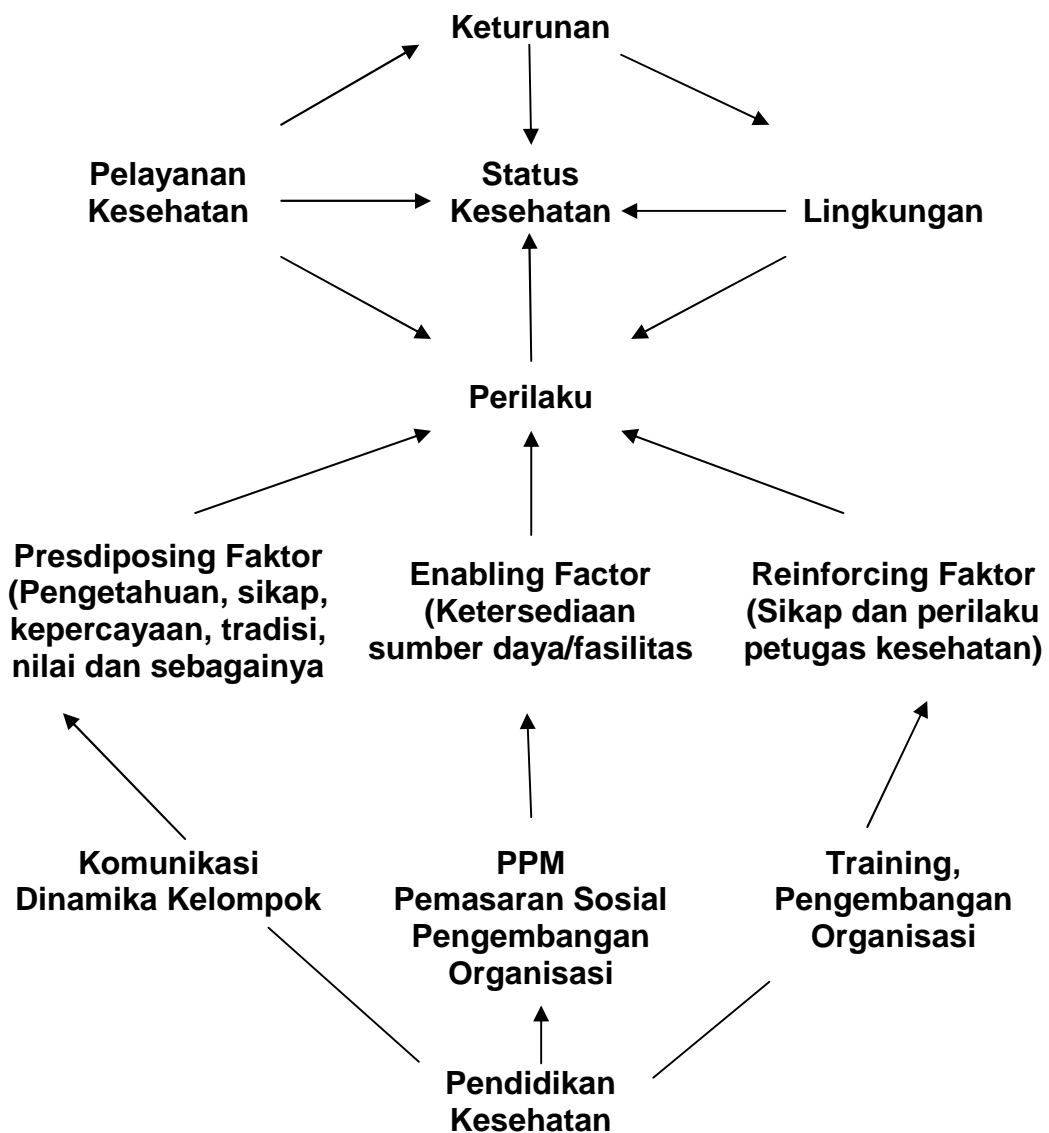 Keturunan
Pelayanan
Kesehatan
Status
Kesehatan
Lingkungan
Perilaku
Presdiposing Faktor
(Pengetahuan, sikap,
kepercayaan, tradisi,
nilai dan sebagainya
Enabling Factor
(Ketersediaan
sumber daya/fasilitas
Reinforcing Faktor
(Sikap dan perilaku
petugas kesehatan)
Komunikasi
Dinamika Kelompok
PPM
Pemasaran Sosial
Pengembangan
Organisasi
Training,
Pengembangan
Organisasi
Pendidikan
Kesehatan